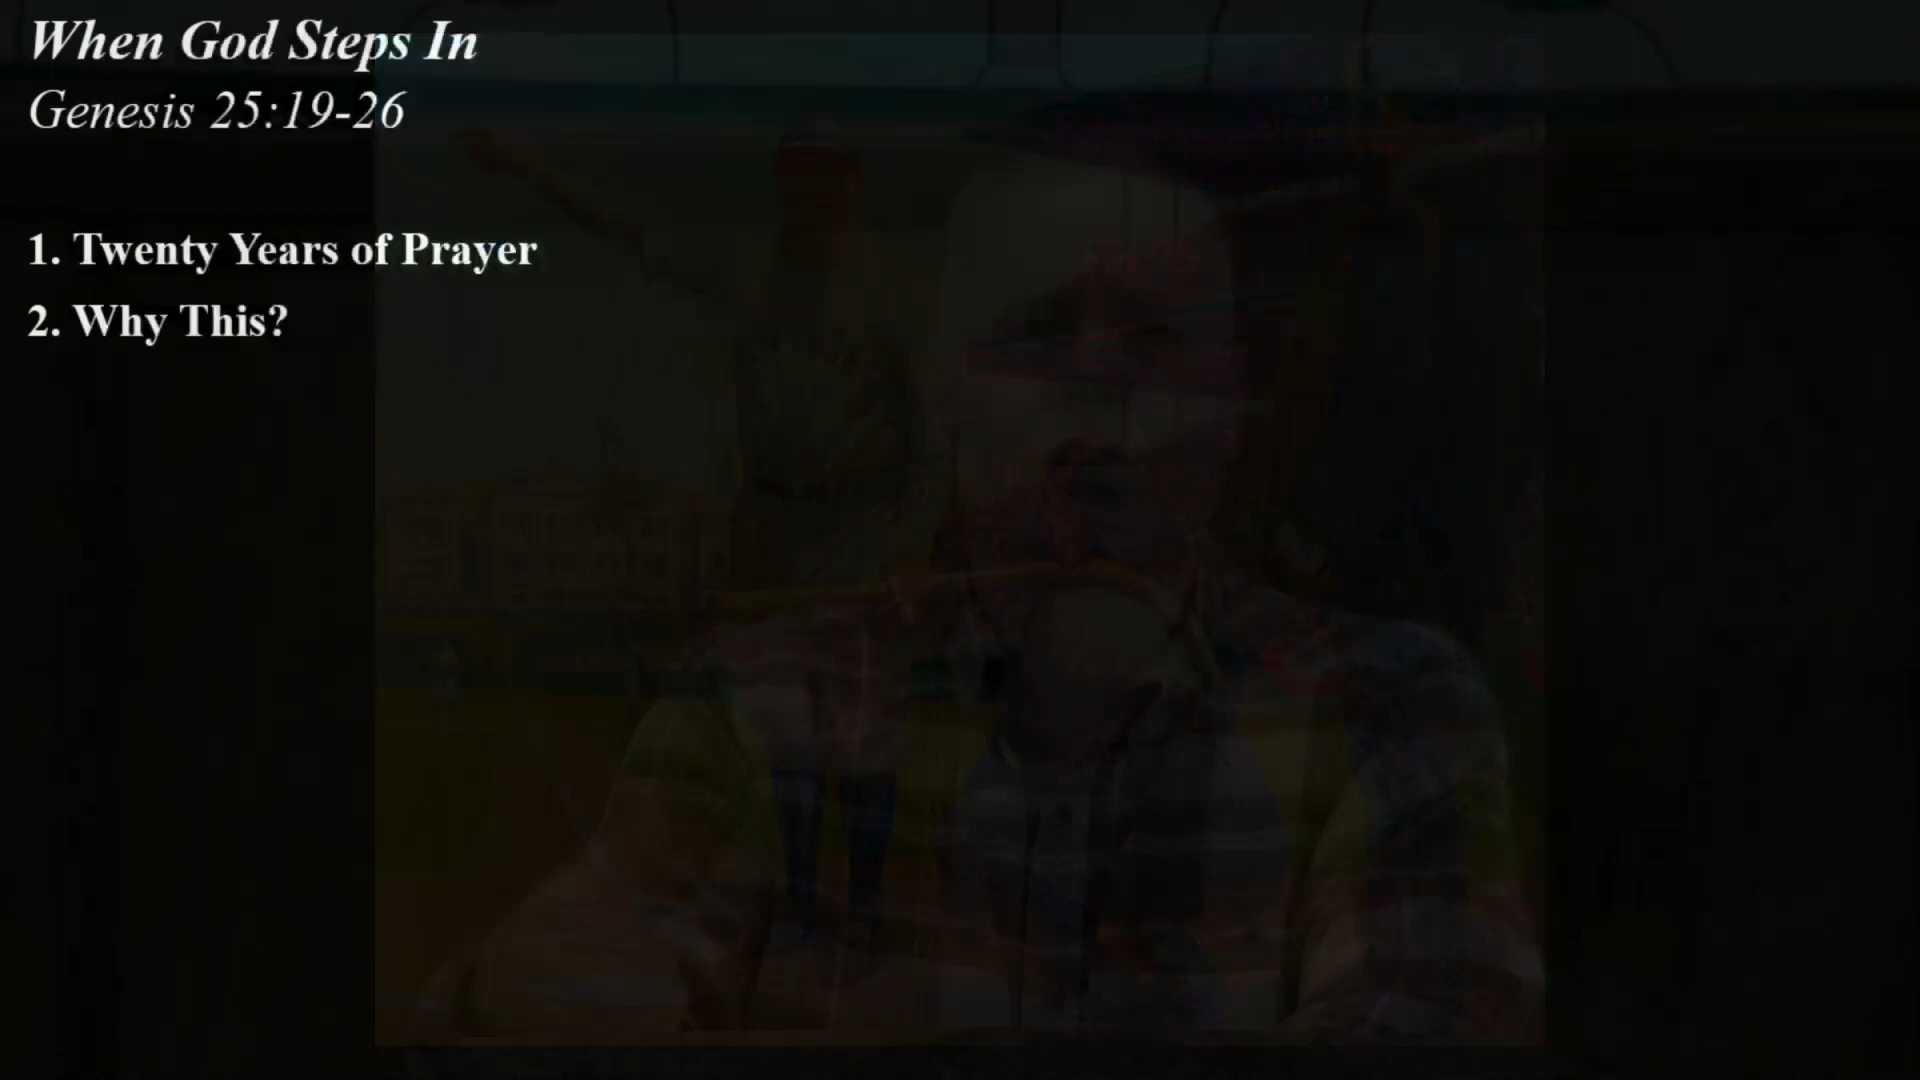 When God Steps In
Genesis 25:19-26
1. Twenty Years of Prayer
2. Why This?